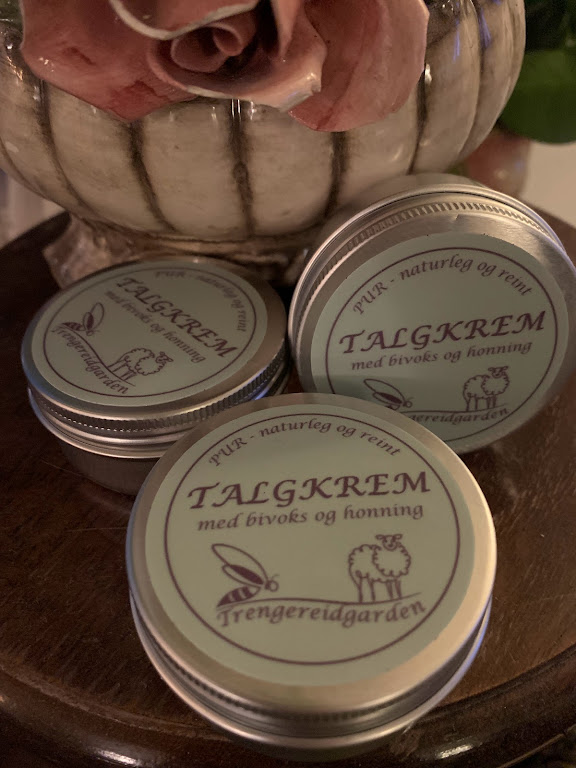 PUR - naturleg og reint
TALGKREM
med bivoks og honning
Trengereidgarden
PUR - naturleg og reint
TALGKREM
med bivoks og honning
Trengereidgarden
PUR - naturleg og reint
TALGKREM
med bivoks og honning
Trengereidgarden